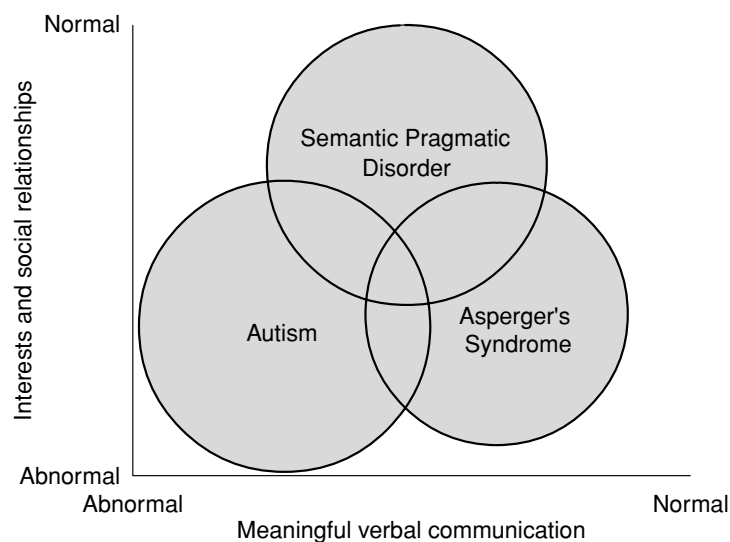 Normal
Interests and social relationships
Semantic Pragmatic
Disorder
Autism
Asperger's
Syndrome
Abnormal
Abnormal
Normal
Meaningful verbal communication